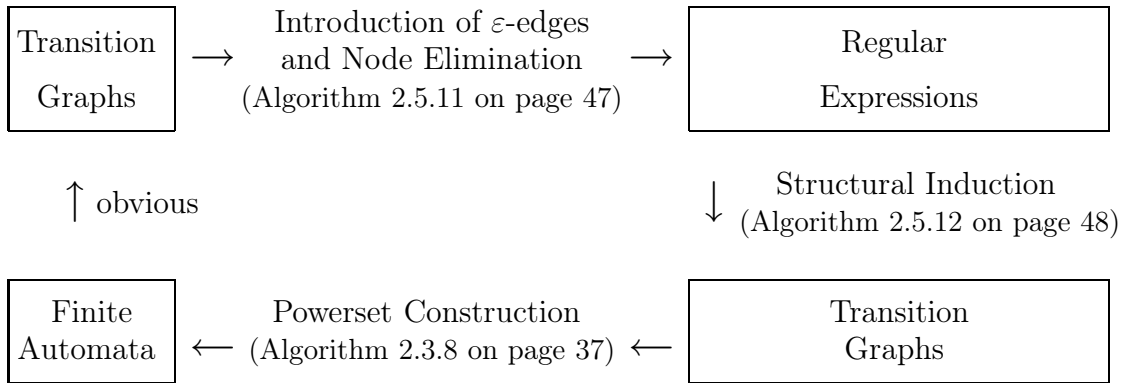 Transition
Graphs
⟶
Introduction of ε-edges
and Node Elimination
(Algorithm 2.5.11 on page 47)
⟶
Regular
Expressions
↑ obvious
↓
Structural Induction
(Algorithm 2.5.12 on page 48)
Finite
Automata
⟵
Powerset Construction
(Algorithm 2.3.8 on page 37)
⟵
Transition
Graphs